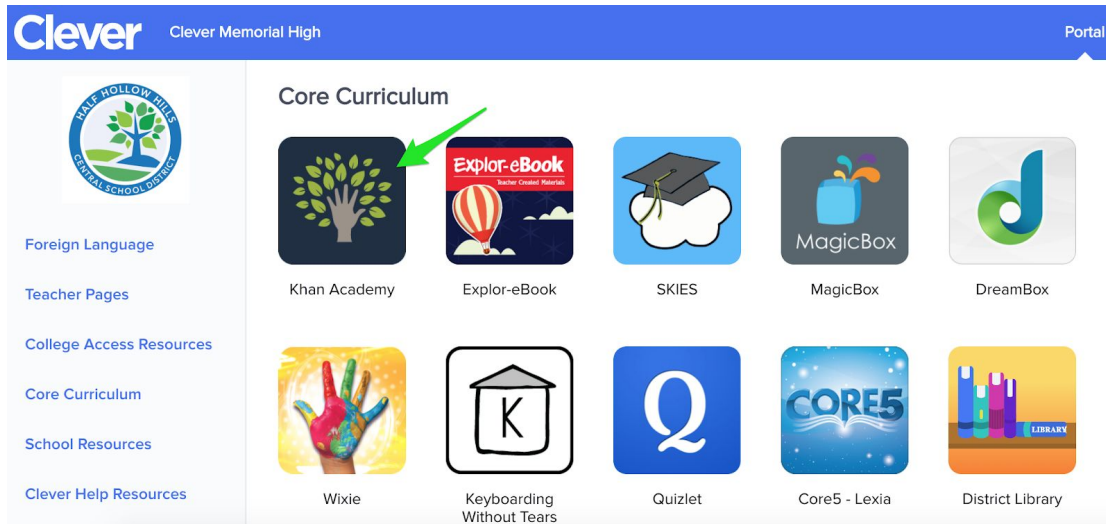 Clever
Clever Memorial High
Portal
HALF HOLLOW HILLS
CENTRAL SCHOOL DISTRICT
Foreign Language
Teacher Pages
College Access Resources
Core Curriculum
School Resources
Clever Help Resources
Core Curriculum
Explor-eBook
Teacher Created Materials
MagicBox
Khan Academy
Explor-eBook
SKIES
MagicBox
DreamBox
K
Q
CORE5
LIBRARY
Wixie
Keyboarding
Without Tears
Quizlet
Core5 - Lexia
District Library